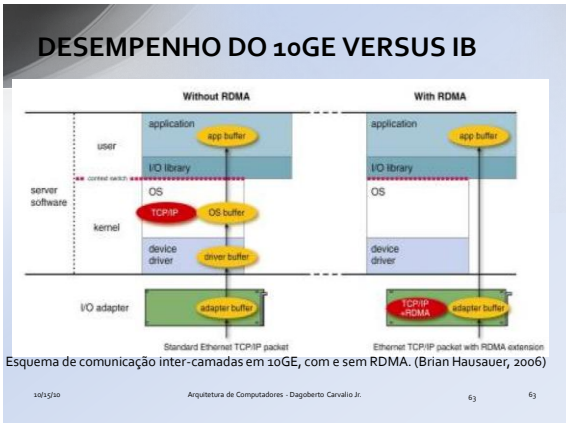 DESEMPENHO DO 10GE VERSUS IB
Without RDMA
With RDMA
application
app buffer
application
app buffer
user
I/O library
I/O library
context switch
server
software
OS
TCP/IP
OS buffer
OS
kernel
device
driver
driver buffer
device
driver
I/O adapter
adapter buffer
TCP/IP
+RDMA
adapter buffer
Standard Ethernet TCP/IP packet
Ethernet TCP/IP packet with RDMA extension
Esquema de comunicação inter-camadas em 10GE, com e sem RDMA. (Brian Hausauer, 2006)
10/15/10
Arquitetura de Computadores - Dagoberto Carvalio Jr.
63
63